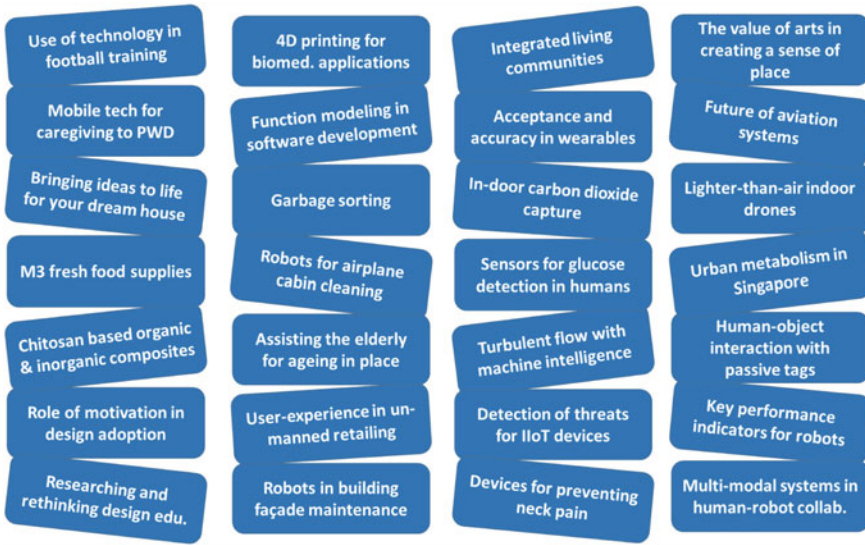 Use of technology in
football training
Mobile tech for
caregiving to PWD
Bringing ideas to life
for your dream house
M3 fresh food supplies
Chitosan based organic
& inorganic composites
Role of motivation in
design adoption
Researching and
rethinking design edu.
4D printing for
biomed. applications
Function modeling in
software development
Garbage sorting
Robots for airplane
cabin cleaning
Assisting the elderly
for ageing in place
User-experience in un-
manned retailing
Robots in building
façade maintenance
Integrated living
communities
Acceptance and
accuracy in wearables
In-door carbon dioxide
capture
Sensors for glucose
detection in humans
Turbulent flow with
machine intelligence
Detection of threats
for IIoT devices
Devices for preventing
neck pain
The value of arts in
creating a sense of
place
Future of aviation
systems
Lighter-than-air indoor
drones
Urban metabolism in
Singapore
Human-object
interaction with
passive tags
Key performance
indicators for robots
Multi-modal systems in
human-robot collab.